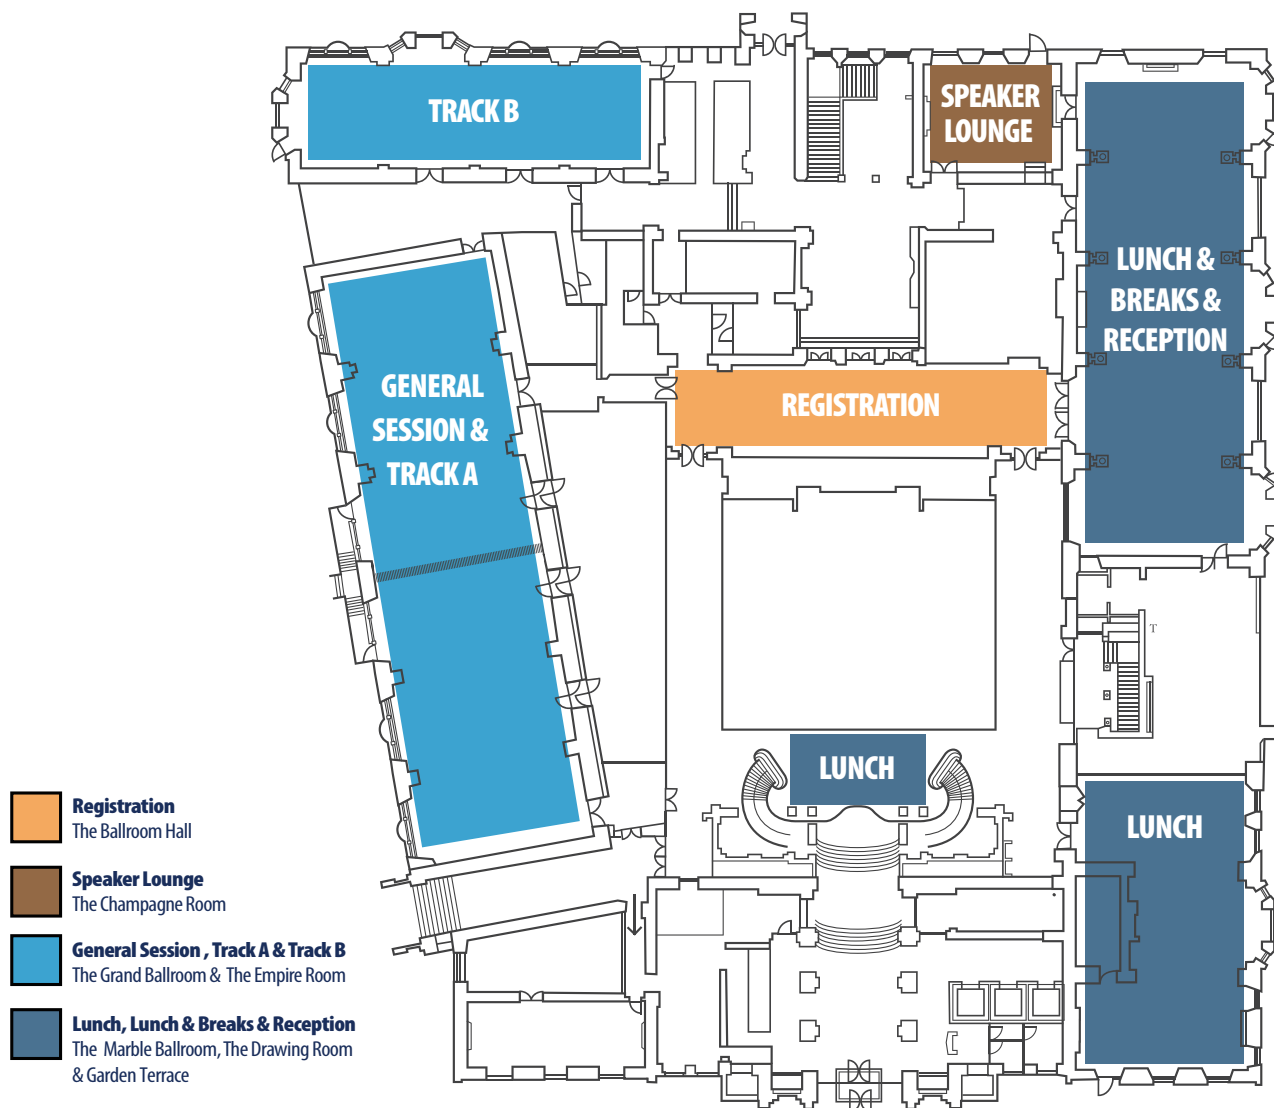 TRACK B
SPEAKER
LOUNGE
LUNCH &
BREAKS &
RECEPTION
GENERAL
SESSION &
TRACK A
REGISTRATION
T
LUNCH
LUNCH
Registration
The Ballroom Hall
Speaker Lounge
The Champagne Room
General Session , Track A & Track B
The Grand Ballroom & The Empire Room
Lunch, Lunch & Breaks & Reception
The Marble Ballroom, The Drawing Room
& Garden Terrace